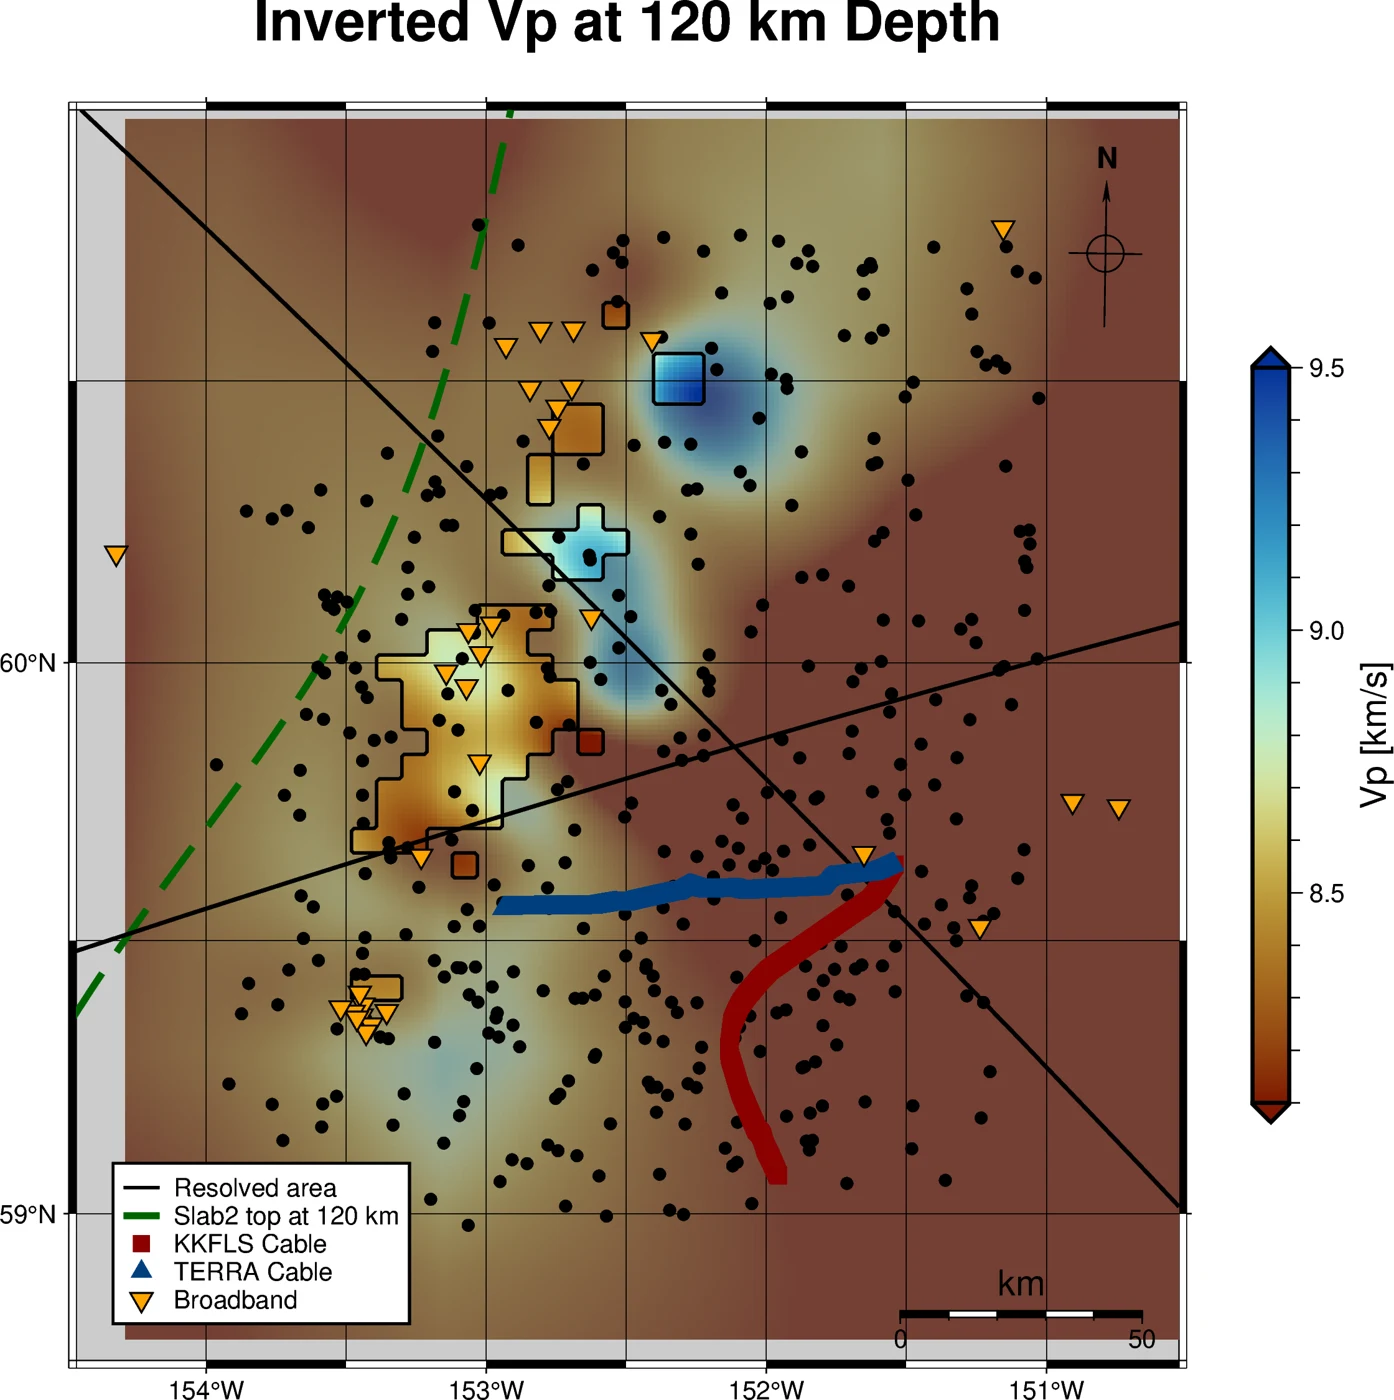 Inverted Vp at 120 km Depth
N
9.5
9.0
8.5
Vp [km/s]
60°N
59°N
Resolved area
Slab2 top at 120 km
KKFLS Cable
TERRA Cable
Broadband
km
0 50
154°W 153°W 152°W 151°W